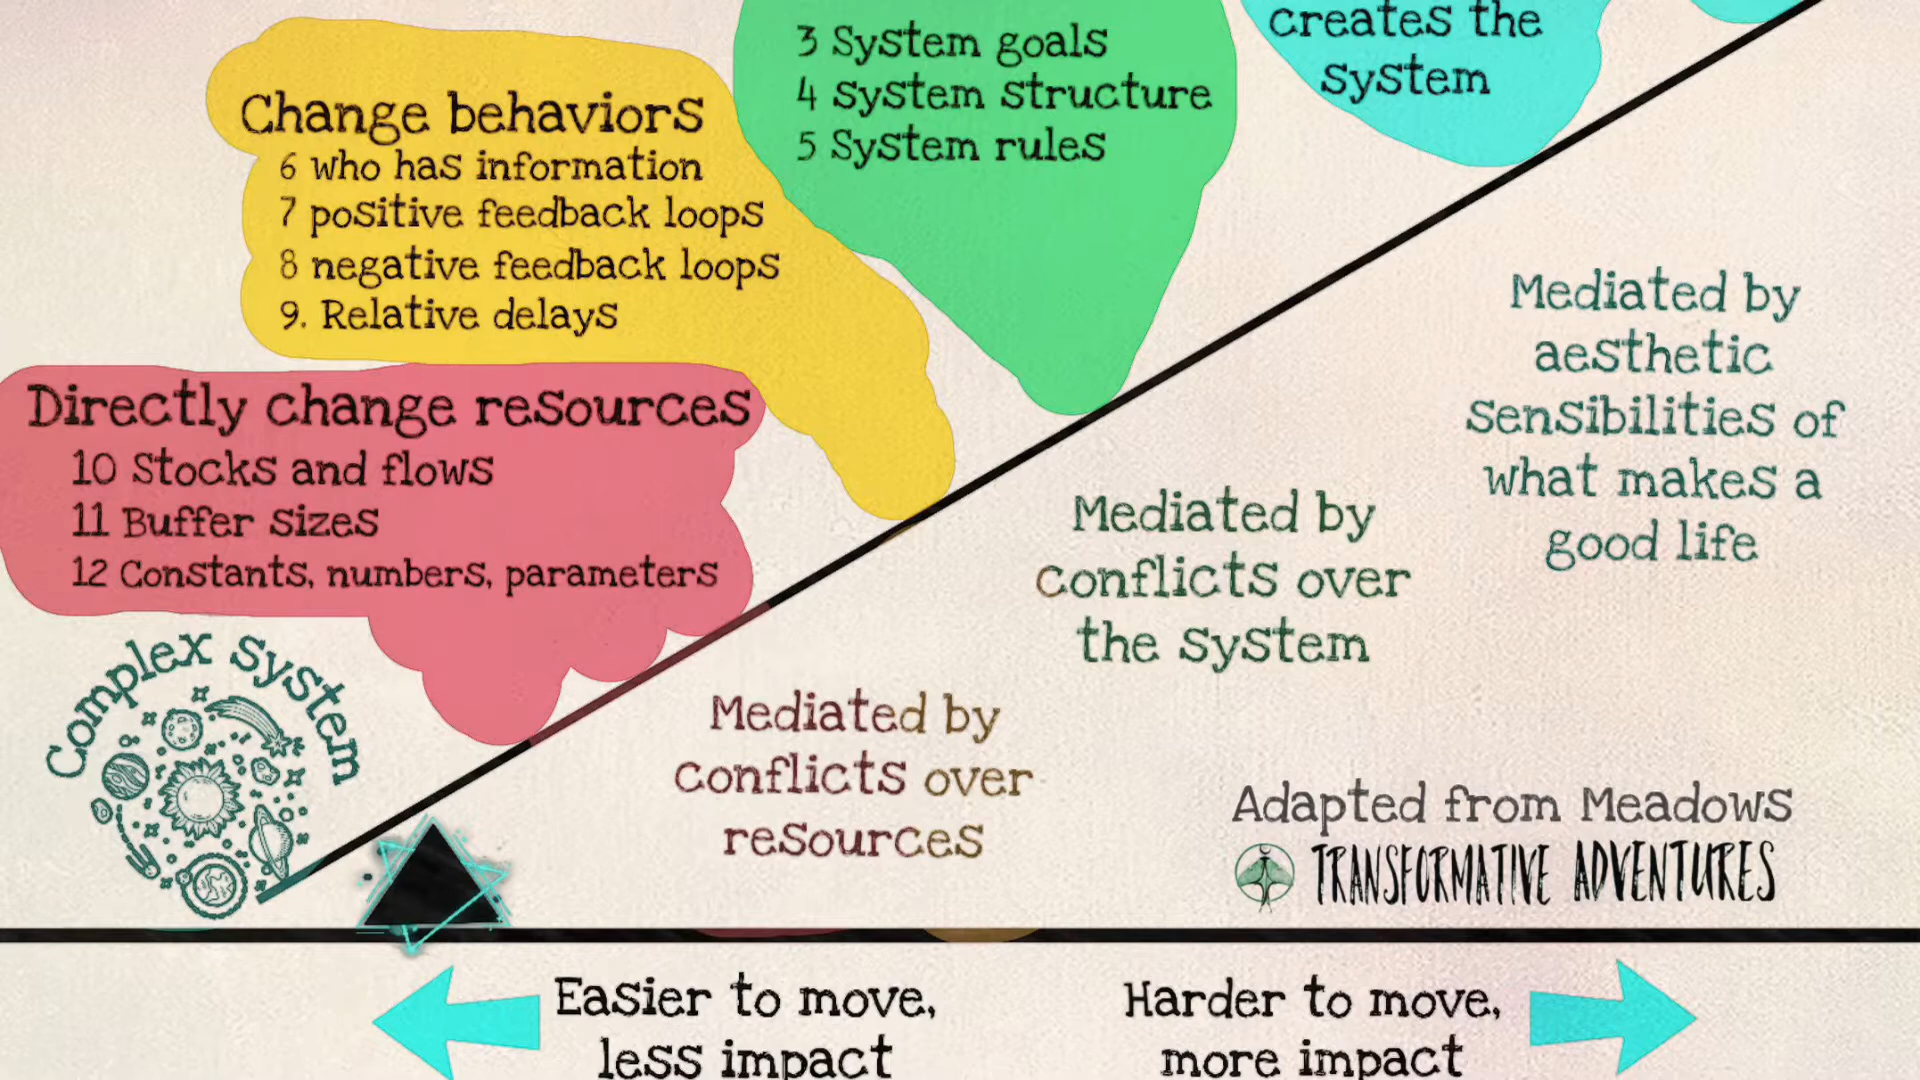 3 System goals
4 system structure
5 System rules
creates the
system
Change behaviors
6 who has information
7 positive feedback loops
8 negative feedback loops
9. Relative delays
Directly change resources
10 Stocks and flows
11 Buffer sizes
12 Constants, numbers, parameters
Complex system
Mediated by
aesthetic
sensibilities of
what makes a
good life
Mediated by
conflicts over
the system
Mediated by
conflicts over
resources
Adapted from Meadows
TRANSFORMATIVE ADVENTURES
Easier to move,
less impact
Harder to move,
more impact